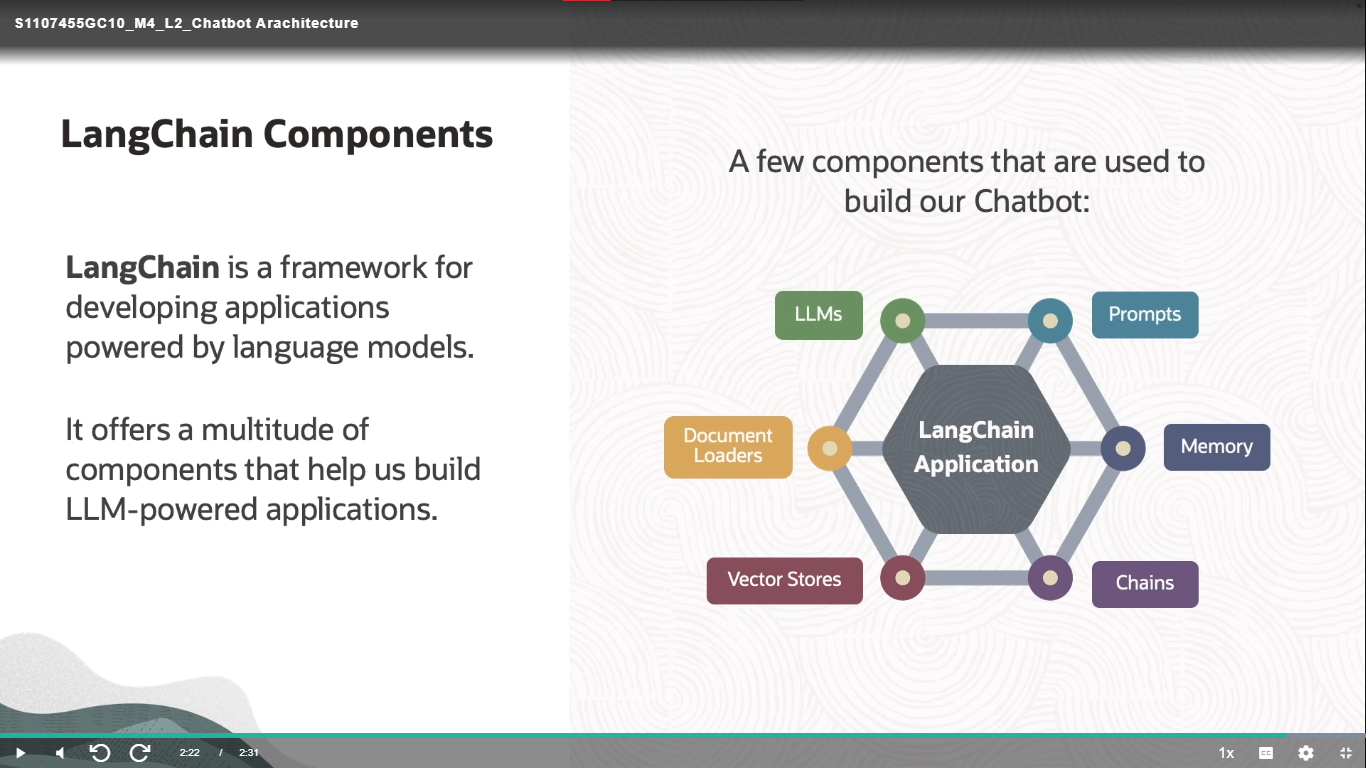 S1107455GC10_M4_L2_Chatbot Arachitecture
LangChain Components
LangChain is a framework for
developing applications
powered by language models.
It offers a multitude of
components that help us build
LLM-powered applications.
A few components that are used to
build our Chatbot:
LLMs
Prompts
Document
Loaders
LangChain
Application
Memory
Vector Stores
Chains
2:22 / 2:31
1x
CC